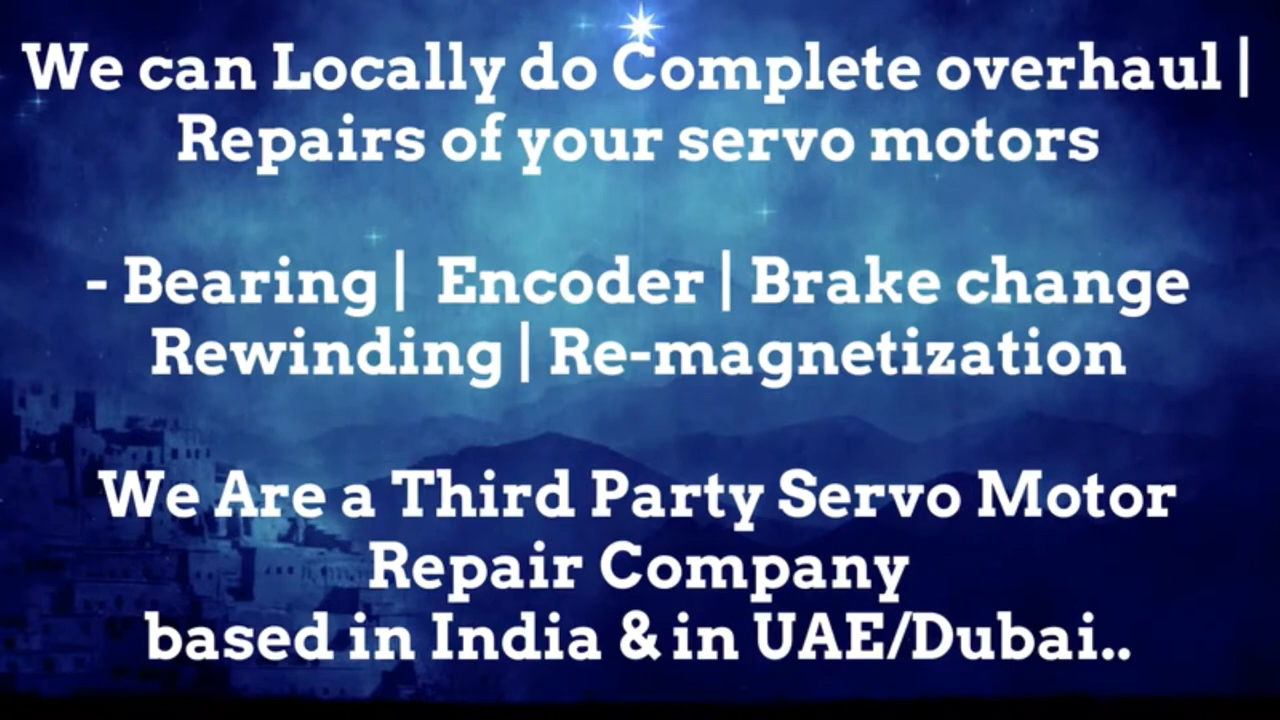 We can Locally do Complete overhaul |
Repairs of your servo motors
- Bearing | Encoder | Brake change
Rewinding | Re-magnetization
We Are a Third Party Servo Motor
Repair Company
based in India & in UAE/Dubai..